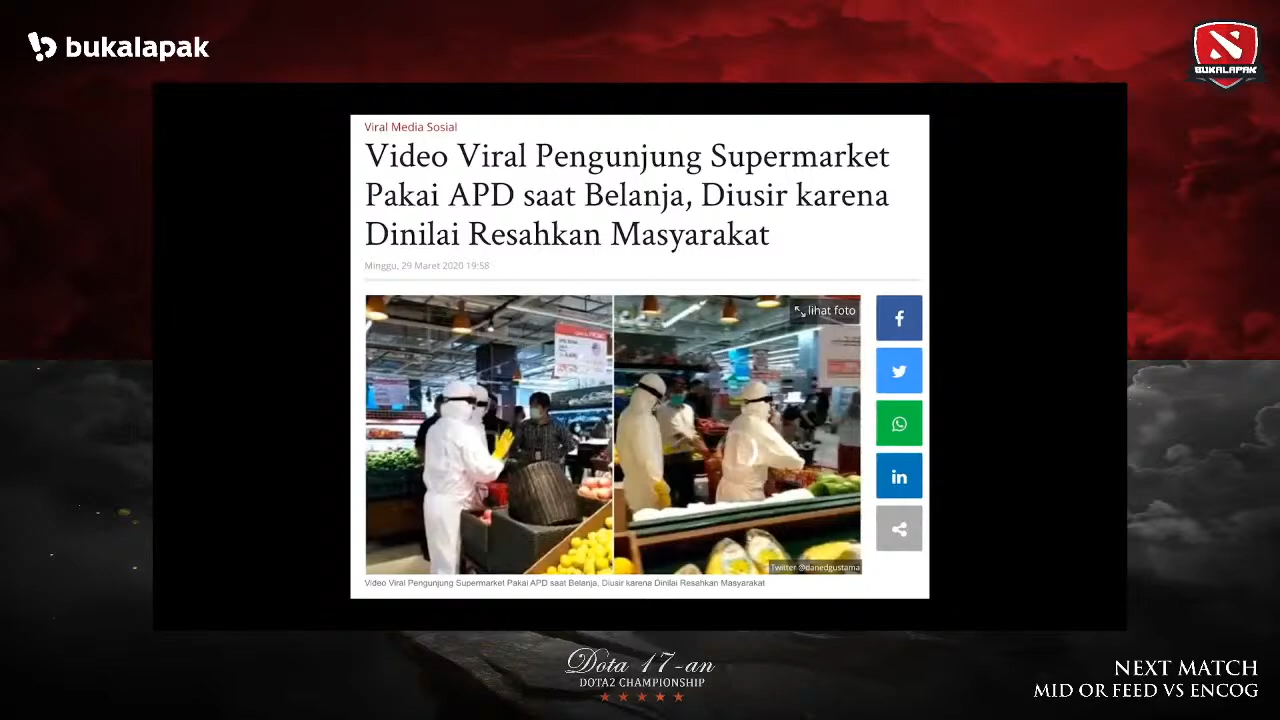 bukalapak
BUKALAPAK
Viral Media Sosial
Video Viral Pengunjung Supermarket
Pakai APD saat Belanja, Diusir karena
Dinilai Resahkan Masyarakat
Minggu, 29 Maret 2020 19:58
lihat foto
Twitter @danedgustama
Video Viral Pengunjung Supermarket Pakai APD saat Belanja, Diusir karena Dinilai Resahkan Masyarakat
Dota 17-an
DOTA2 CHAMPIONSHIP
NEXT MATCH
MID OR FEED VS ENCOG